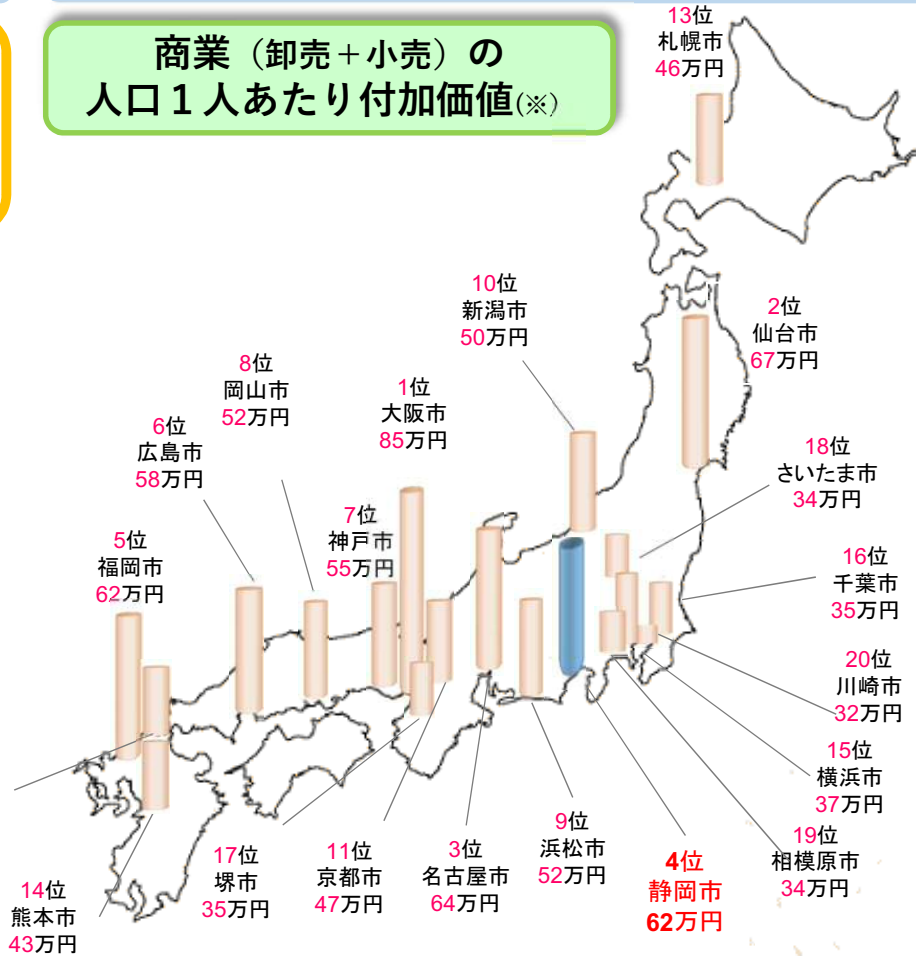 商業（卸売＋小売）の
人口１人あたり付加価値(※)
13位
札幌市
46万円
10位
新潟市
50万円
2位
仙台市
67万円
8位
岡山市
52万円
1位
大阪市
85万円
6位
広島市
58万円
18位
さいたま市
34万円
7位
神戸市
55万円
5位
福岡市
62万円
16位
千葉市
35万円
20位
川崎市
32万円
15位
横浜市
37万円
19位
相模原市
34万円
9位
浜松市
52万円
4位
静岡市
62万円
3位
名古屋市
64万円
11位
京都市
47万円
17位
堺市
35万円
14位
熊本市
43万円